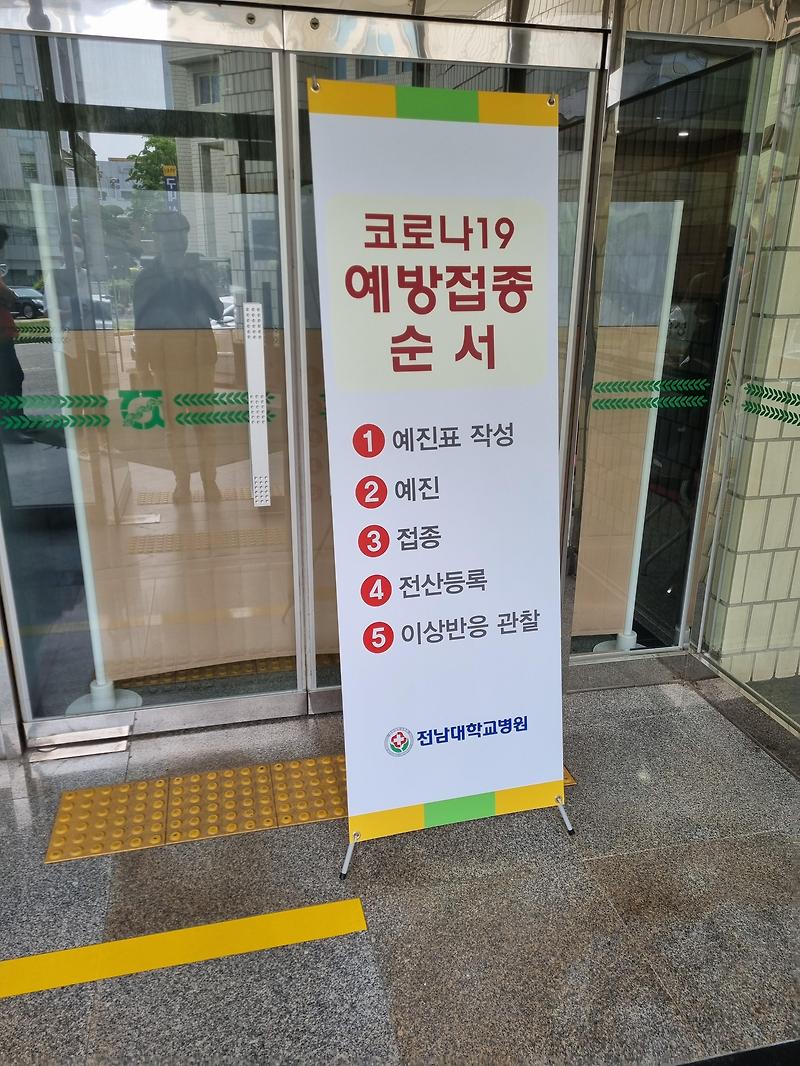 코로나19
예방접종
순 서
1 예진표 작성
2 예진
3 접종
4 전산등록
5 이상반응 관찰
전남대학교병원